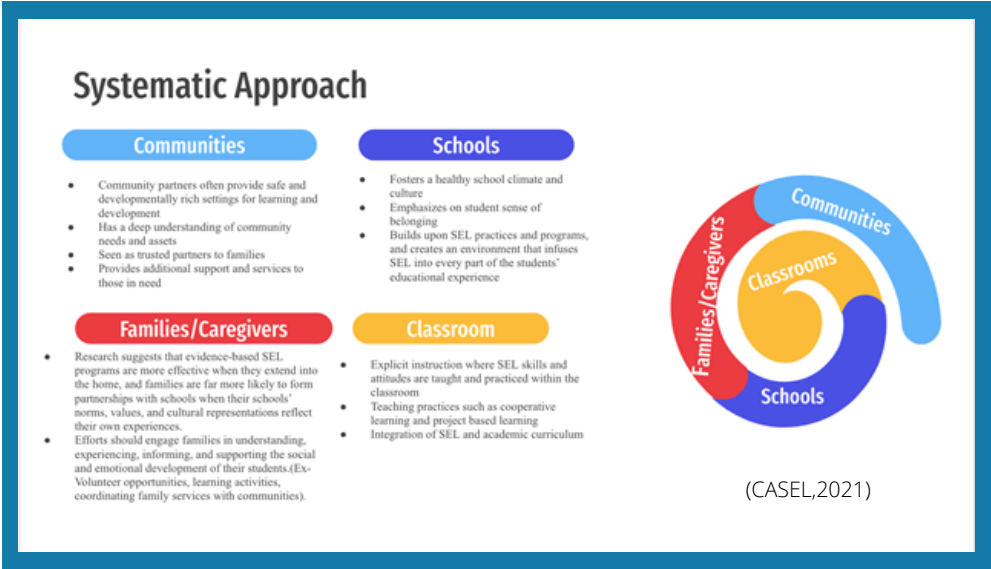 Systematic Approach
Communities
● Community partners often provide safe and
developmentally rich settings for learning and
development
● Has a deep understanding of community
needs and assets
● Seen as trusted partners to families
● Provides additional support and services to
those in need
Schools
● Fosters a healthy school climate and
culture
● Emphasizes on student sense of
belonging
● Builds upon SEL practices and programs,
and creates an environment that infuses
SEL into every part of the students'
educational experience
Families/Caregivers
● Research suggests that evidence-based SEL
programs are more effective when they extend into
the home, and families are far more likely to form
partnerships with schools when their schools'
norms, values, and cultural representations reflect
their own experiences.
● Efforts should engage families in understanding,
experiencing, informing, and supporting the social
and emotional development of their students.(Ex-
Volunteer opportunities, learning activities,
coordinating family services with communities).
Classroom
● Explicit instruction where SEL skills and
attitudes are taught and practiced within the
classroom
● Teaching practices such as cooperative
learning and project based learning
● Integration of SEL and academic curriculum
Communities
Classrooms
Families/Caregivers
Schools
(CASEL,2021)